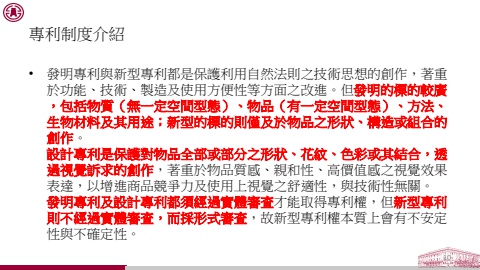 專利制度介紹
• 發明專利與新型專利都是保護利用自然法則之技術思想的創作，著重
於功能、技術、製造及使用方便性等方面之改進。但發明的標的較廣
，包括物質（無一定空間型態）、物品（有一定空間型態）、方法、
生物材料及其用途；新型的標的則僅及於物品之形狀、構造或組合的
創作。
設計專利是保護對物品全部或部分之形狀、花紋、色彩或其結合，透
過視覺訴求的創作，著重於物品質感、親和性、高價值感之視覺效果
表達，以增進商品競爭力及使用上視覺之舒適性，與技術性無關。
發明專利及設計專利都須經過實體審查才能取得專利權，但新型專利
則不經過實體審查，而採形式審查，故新型專利權本質上會有不安定
性與不確定性。